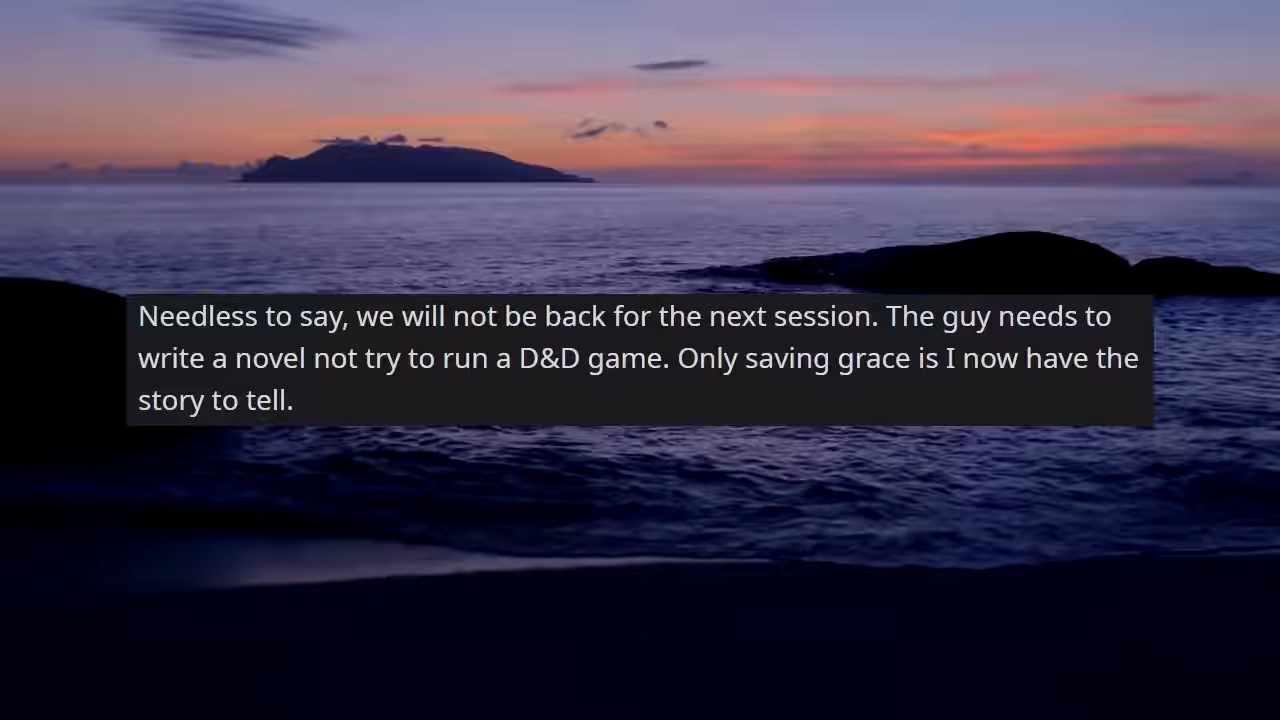 Needless to say, we will not be back for the next session. The guy needs to
write a novel not try to run a D&D game. Only saving grace is I now have the
story to tell.